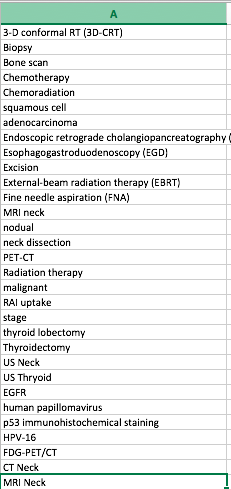 A
3-D conformal RT (3D-CRT)
Biopsy
Bone scan
Chemotherapy
Chemoradiation
squamous cell
adenocarcinoma
Endoscopic retrograde cholangiopancreatography (
Esophagogastroduodenoscopy (EGD)
Excision
External-beam radiation therapy (EBRT)
Fine needle aspiration (FNA)
MRI neck
nodual
neck dissection
PET-CT
Radiation therapy
malignant
RAI uptake
stage
thyroid lobectomy
Thyroidectomy
US Neck
US Thryoid
EGFR
human papillomavirus
p53 immunohistochemical staining
HPV-16
FDG-PET/CT
CT Neck
MRI Neck